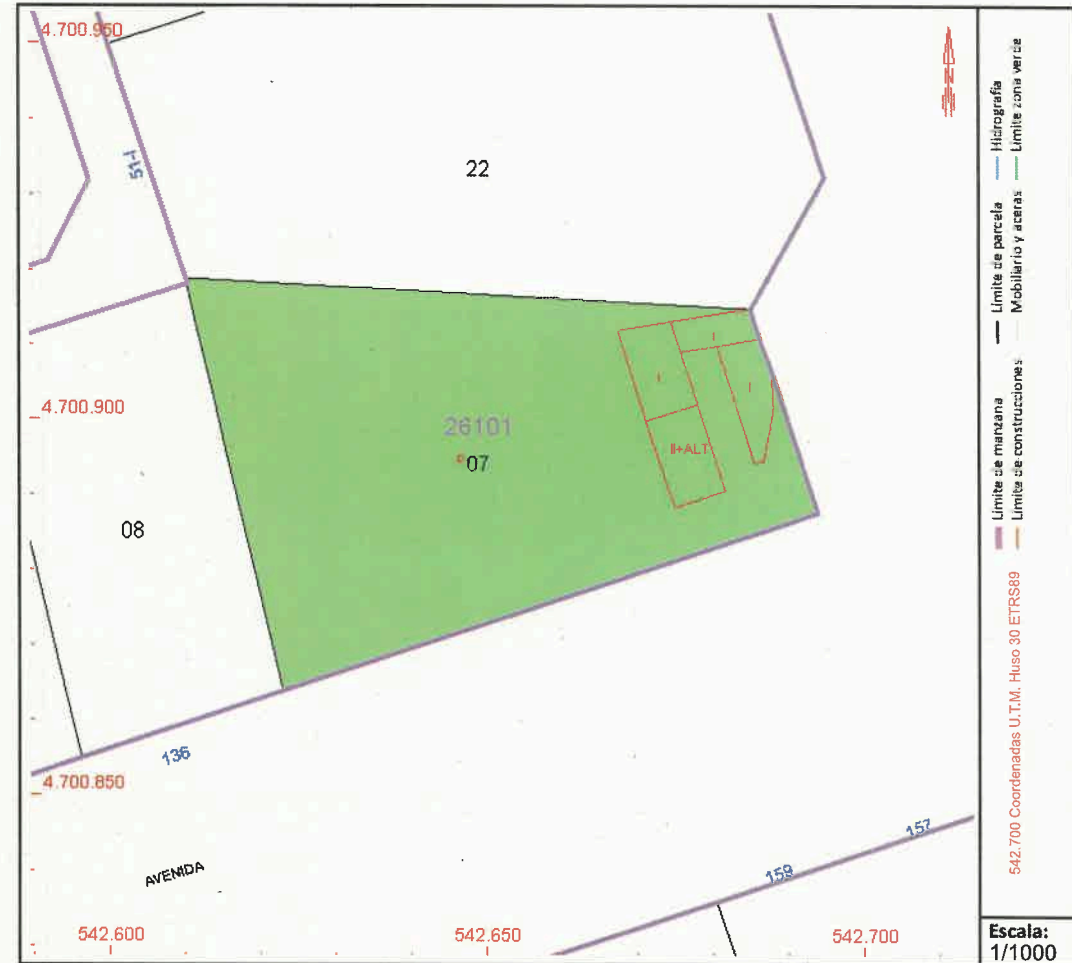 4.700.950
51-I
22
4.700.900
26101
07
08
I
I
I
II+ALT
136
4.700.850
AVENIDA
159
157
542.600
542.650
542.700
N
542.700 Coordenadas U.T.M. Huso 30 ETRS89
Límite de manzana
Límite de construcciones
Límite de parcela
Mobiliario y aceras
Hidrografía
Límite zona verde
Escala:
1/1000